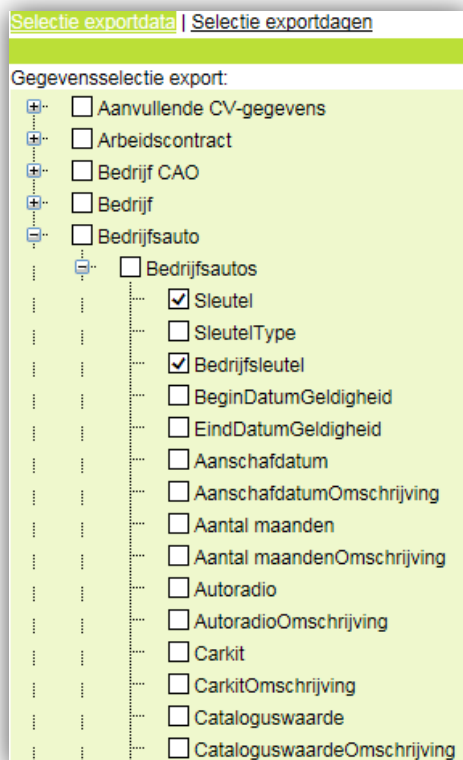 Selectie exportdata | Selectie exportdagen
Gegevensselectie export:
Aanvullende CV-gegevens
Arbeidscontract
Bedrijf CAO
Bedrijf
Bedrijfsauto
Bedrijfsautos
Sleutel
SleutelType
Bedrijfsleutel
BeginDatumGeldigheid
EindDatumGeldigheid
Aanschafdatum
AanschafdatumOmschrijving
Aantal maanden
Aantal maandenOmschrijving
Autoradio
AutoradioOmschrijving
Carkit
CarkitOmschrijving
Cataloguswaarde
CataloguswaardeOmschrijving